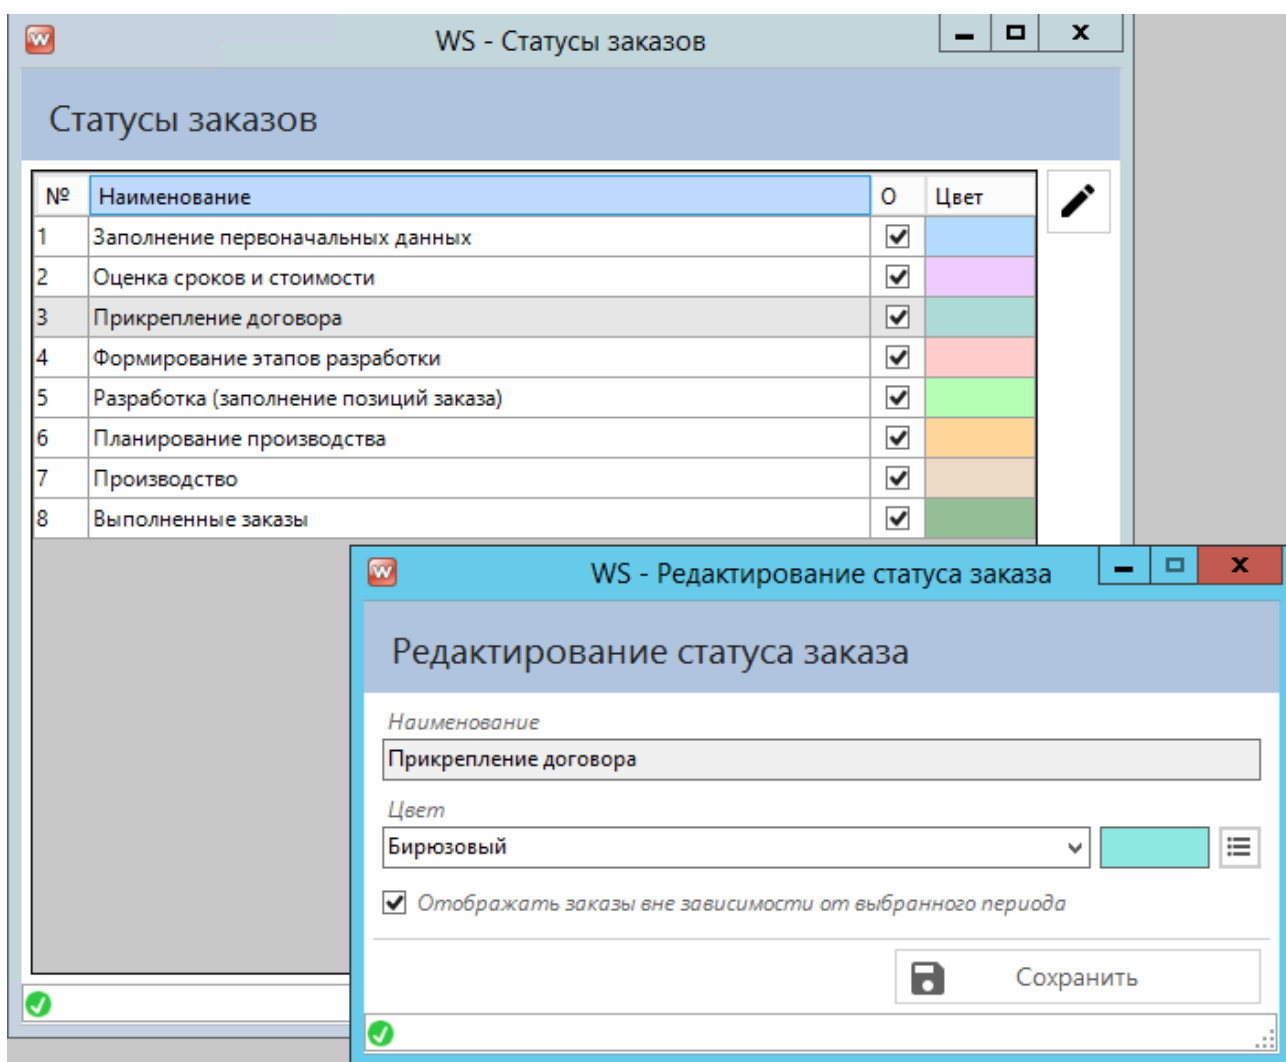 WS - Статусы заказов
Статусы заказов
№ Наименование О Цвет
1 Заполнение первоначальных данных
2 Оценка сроков и стоимости
3 Прикрепление договора
4 Формирование этапов разработки
5 Разработка (заполнение позиций заказа)
6 Планирование производства
7 Производство
8 Выполненные заказы
WS - Редактирование статуса заказа
Редактирование статуса заказа
Наименование
Прикрепление договора
Цвет
Бирюзовый
Отображать заказы вне зависимости от выбранного периода
Сохранить